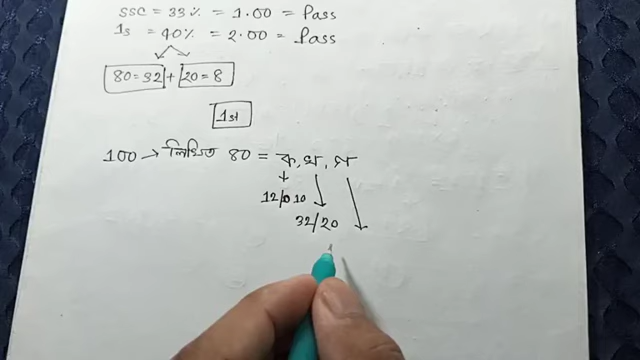 SSC = 33% = 1.00 = Pass
1s = 40% = 2.00 = Pass
80=32 + 20=8
1st
100 → লিখিত 80 = ক, খ, গ
12/10
32/20